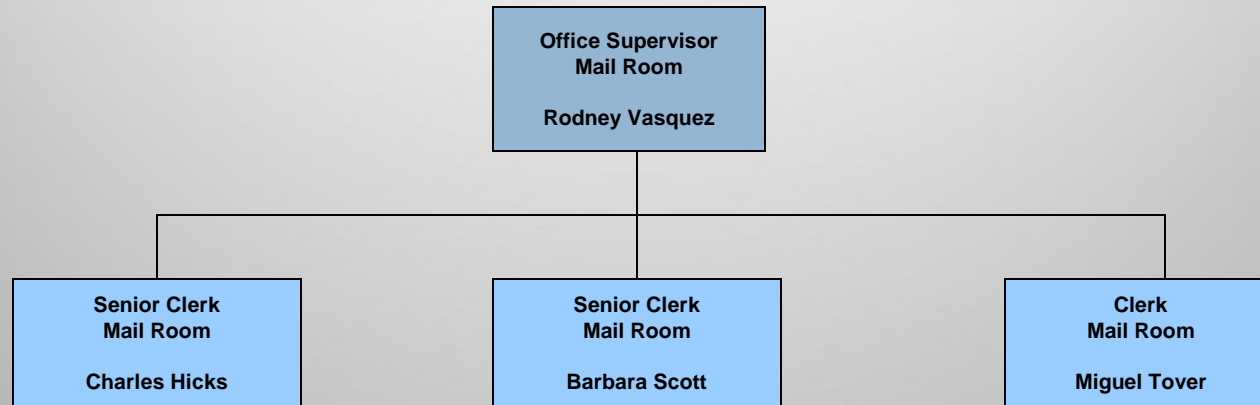 Office Supervisor
Mail Room
Rodney Vasquez
Senior Clerk
Mail Room
Charles Hicks
Senior Clerk
Mail Room
Barbara Scott
Clerk
Mail Room
Miguel Tover